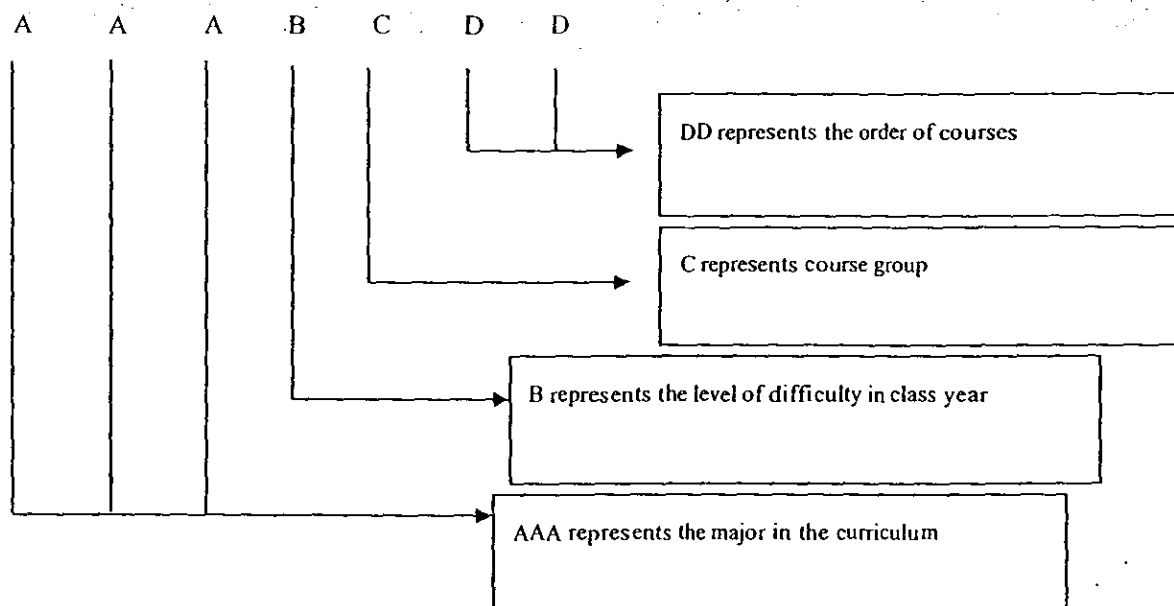 A A A B C D D
DD represents the order of courses
C represents course group
B represents the level of difficulty in class year
AAA represents the major in the curriculum